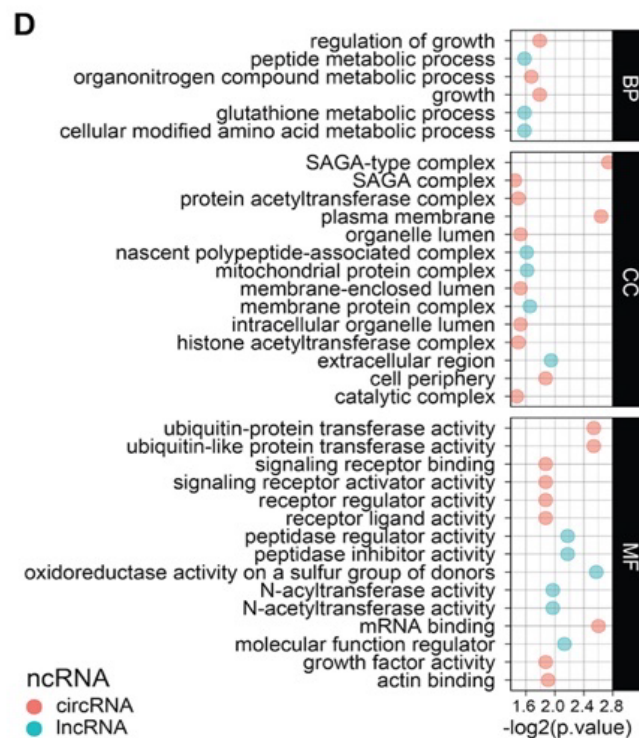 D
regulation of growth
peptide metabolic process
organonitrogen compound metabolic process
growth
glutathione metabolic process
cellular modified amino acid metabolic process
BP
SAGA-type complex
SAGA complex
protein acetyltransferase complex
plasma membrane
organelle lumen
nascent polypeptide-associated complex
mitochondrial protein complex
membrane-enclosed lumen
membrane protein complex
intracellular organelle lumen
histone acetyltransferase complex
extracellular region
cell periphery
catalytic complex
CC
ubiquitin-protein transferase activity
ubiquitin-like protein transferase activity
signaling receptor binding
signaling receptor activator activity
receptor regulator activity
receptor ligand activity
peptidase regulator activity
peptidase inhibitor activity
oxidoreductase activity on a sulfur group of donors
N-acyltransferase activity
N-acetyltransferase activity
mRNA binding
molecular function regulator
growth factor activity
actin binding
MF
1.6 2.0 2.4 2.8
-log2(p.value)
ncRNA
circRNA
lncRNA